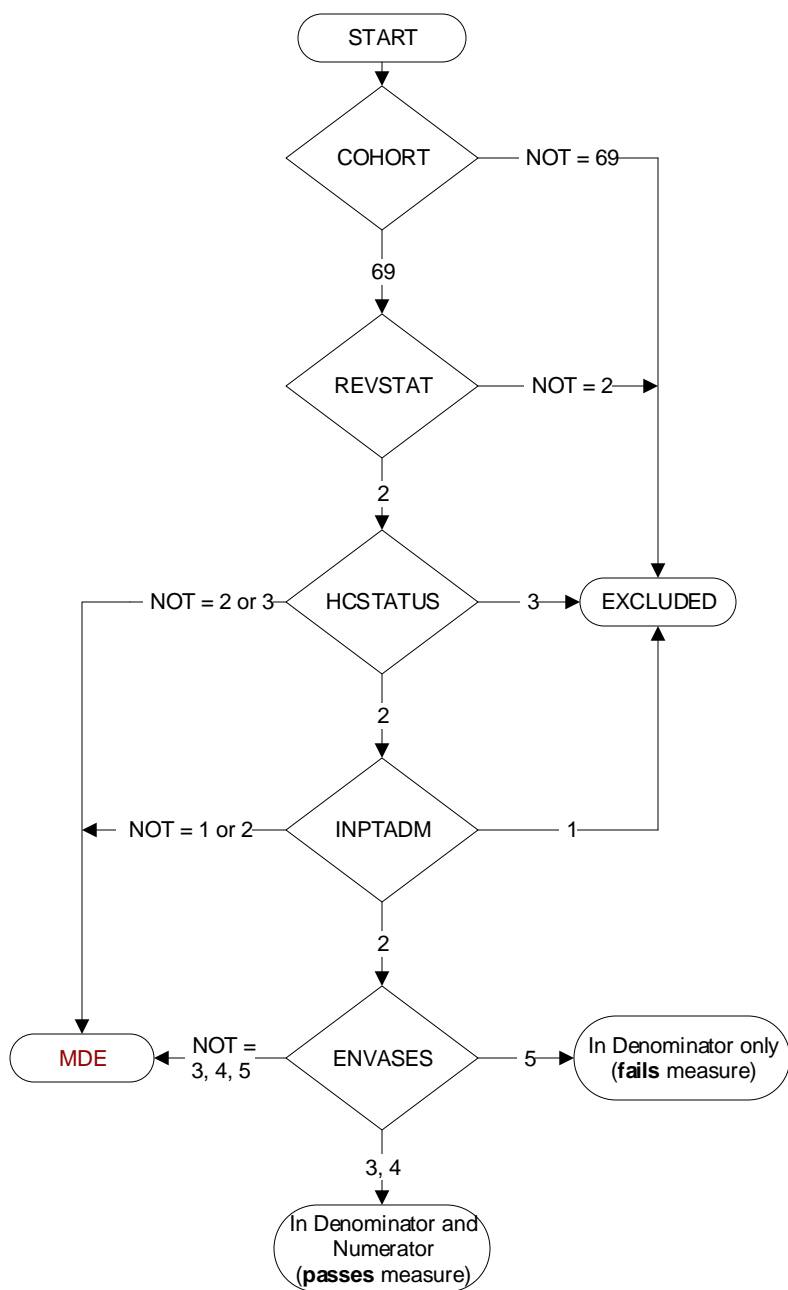 START
COHORT
NOT = 69
69
REVSTAT
NOT = 2
2
NOT = 2 or 3
HCSTATUS
3
EXCLUDED
2
NOT = 1 or 2
INPTADM
1
2
MDE
NOT =
3, 4, 5
ENVASES
5
In Denominator only
(fails measure)
3, 4
In Denominator and
Numerator
(passes measure)